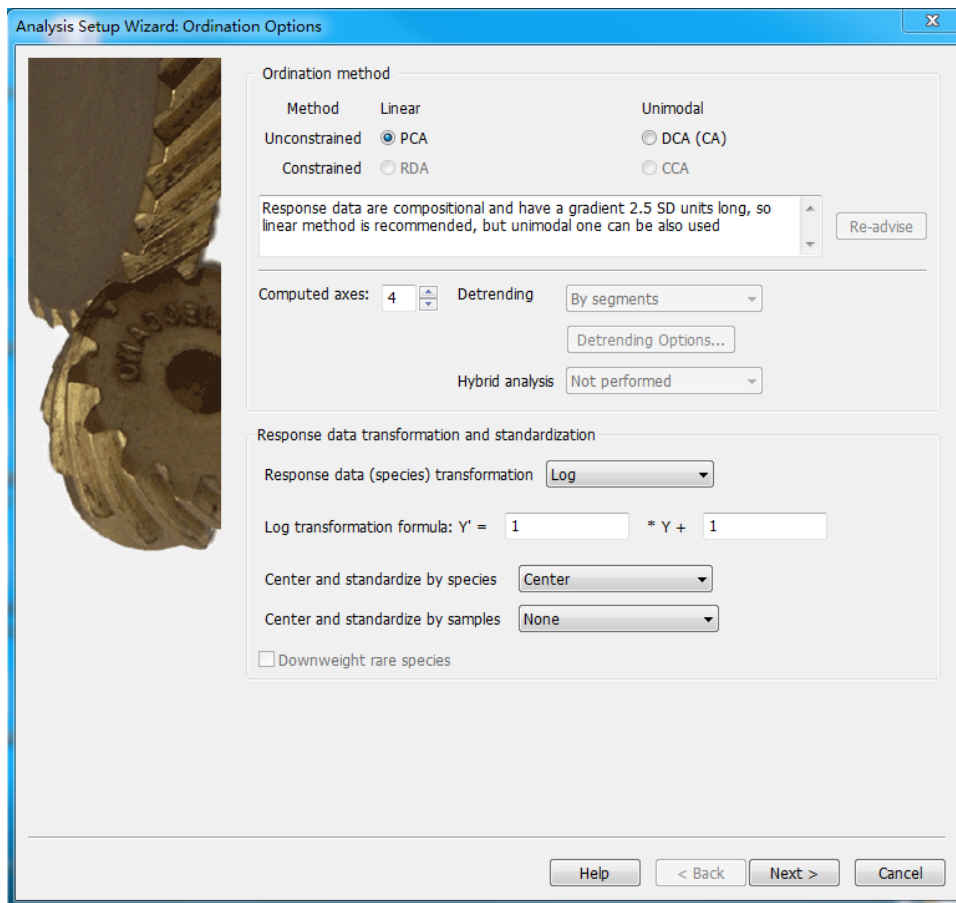 Analysis Setup Wizard: Ordination Options
Ordination method
Method Linear Unimodal
Unconstrained PCA DCA (CA)
Constrained RDA CCA
Response data are compositional and have a gradient 2.5 SD units long, so
linear method is recommended, but unimodal one can be also used
Re-advise
Computed axes: 4 Detrending By segments
Detrending Options...
Hybrid analysis Not performed
Response data transformation and standardization
Response data (species) transformation Log
Log transformation formula: Y' = 1 * Y + 1
Center and standardize by species Center
Center and standardize by samples None
Downweight rare species
Help < Back Next > Cancel